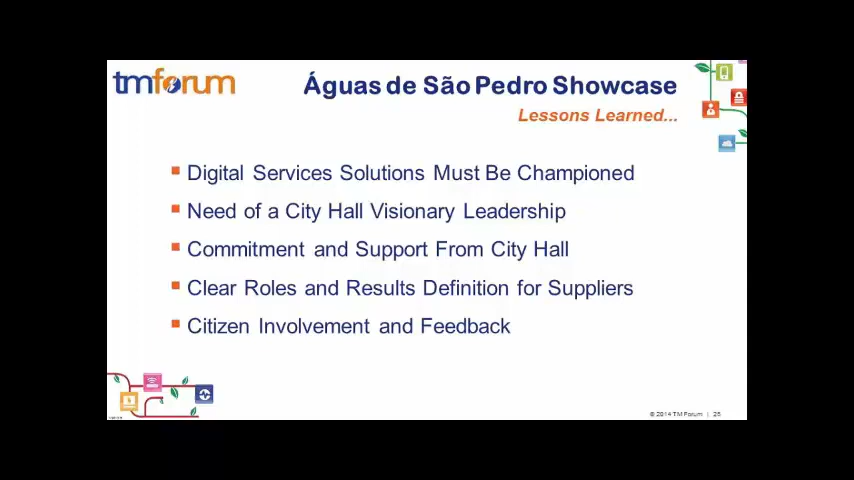 tmforum
Águas de São Pedro Showcase
Lessons Learned...
Digital Services Solutions Must Be Championed
Need of a City Hall Visionary Leadership
Commitment and Support From City Hall
Clear Roles and Results Definition for Suppliers
Citizen Involvement and Feedback
© 2014 TM Forum | 25